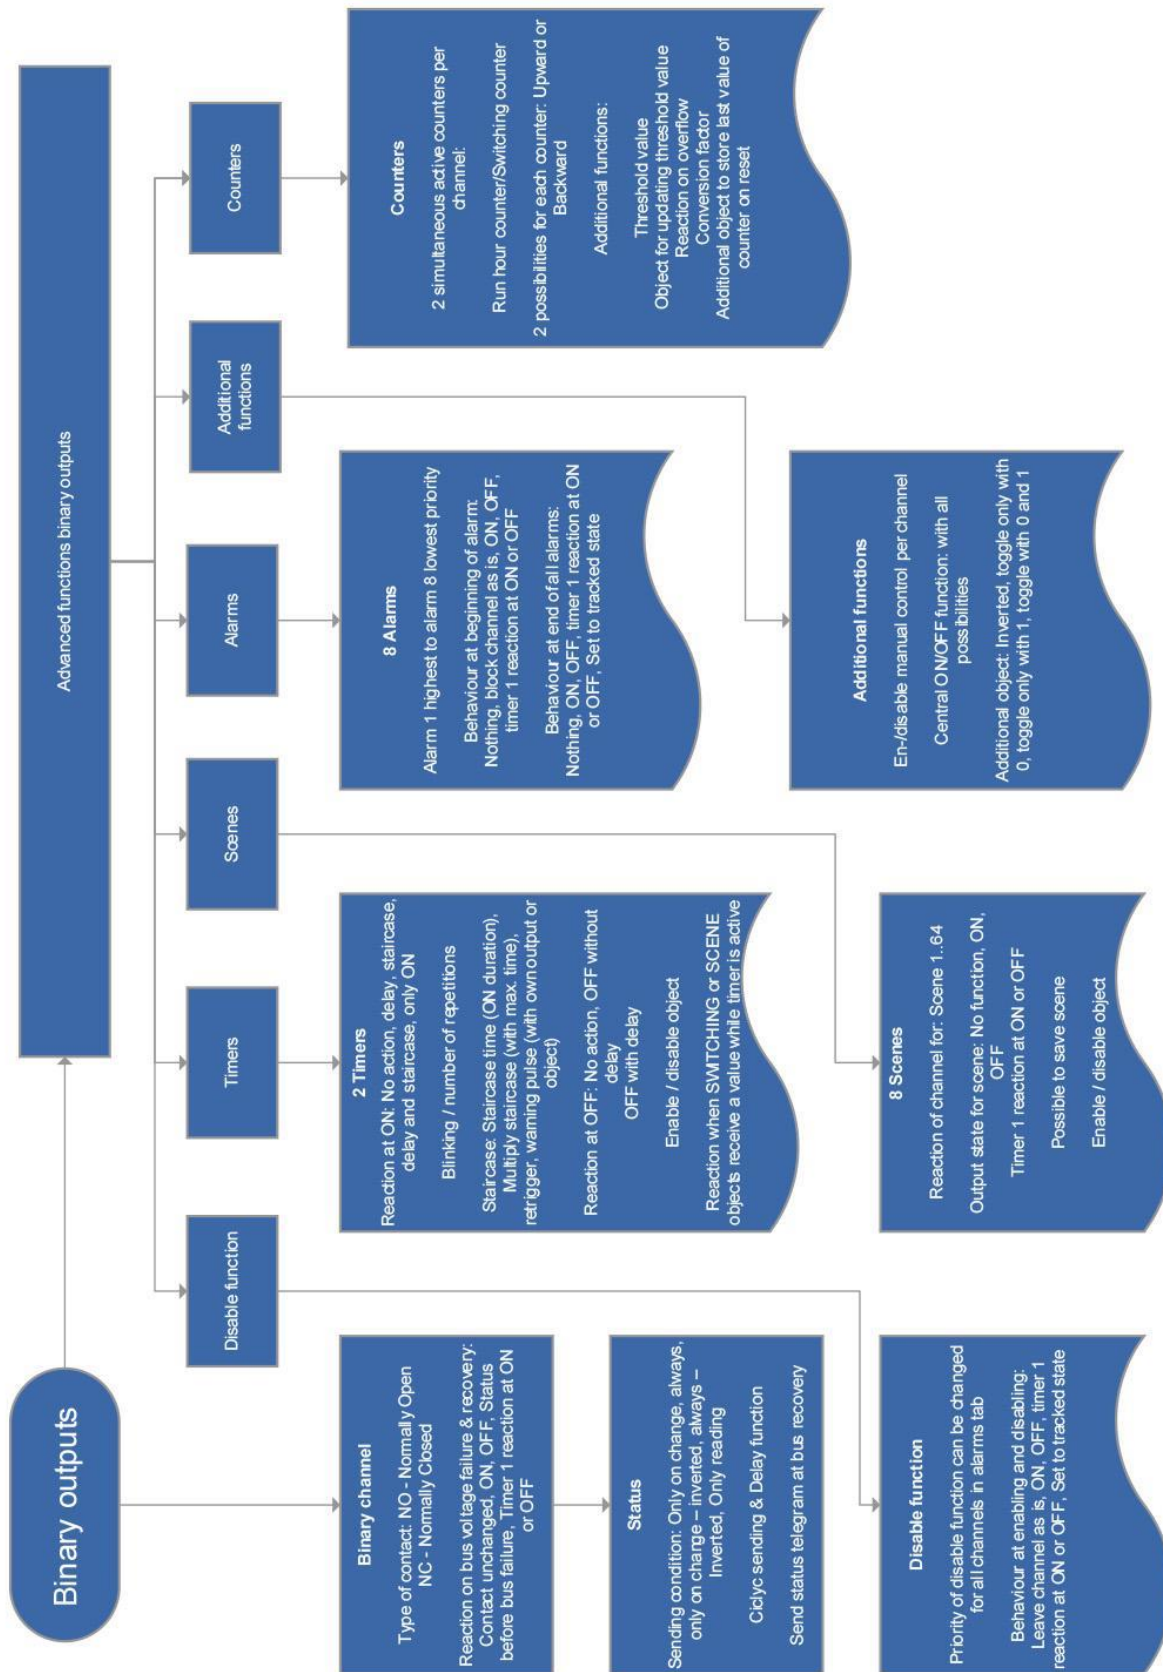 Binary outputs
Advanced functions binary outputs
Disable function
Timers
Scenes
Alarms
Additional
functions
Counters
Binary channel
Type of contact: NO - Normally Open
NC - Normally Closed
Reaction on bus voltage failure & recovery:
Contact unchanged, ON, OFF, Status
before bus failure, Timer 1 reaction at ON
or OFF
Status
Sending condition: Only on change, always,
only on change – inverted, always –
Inverted, Only reading
Ciclyc sending & Delay function
Send status telegram at bus recovery
Disable function
Priority of disable function can be changed
for all channels in alarms tab
Behaviour at enabling and disabling:
Leave channel as is, ON, OFF, timer 1
reaction at ON or OFF, Set to tracked state
2 Timers
Reaction at ON: No action, delay, staircase,
delay and staircase, only ON
Blinking / number of repetitions
Staircase: Staircase time (ON duration),
Multiply staircase (with max. time),
retrigger, warning pulse (with own output or
object)
Reaction at OFF: No action, OFF without
delay
OFF with delay
Enable / disable object
Reaction when SWITCHING or SCENE
objects receive a value while timer is active
8 Scenes
Reaction of channel for: Scene 1.64
Output state for scene: No function, ON,
OFF
Timer 1 reaction at ON or OFF
Possible to save scene
Enable / disable object
8 Alarms
Alarm 1 highest to alarm 8 lowest priority
Behaviour at beginning of alarm:
Nothing, block channel as is, ON, OFF,
timer 1 reaction at ON or OFF
Behaviour at end of all alarms:
Nothing, ON, OFF, timer 1 reaction at ON
or OFF, Set to tracked state
Additional functions
En-/disable manual control per channel
Central ON/OFF function: with all
possibilities
Additional object: Inverted, toggle only with
0, toggle only with 1, toggle with 0 and 1
Counters
2 simultaneous active counters per
channel:
Run hour counter/Switching counter
2 possibilities for each counter: Upward or
Backward
Additional functions:
Threshold value
Object for updating threshold value
Reaction on overflow
Conversion factor
Additional object to store last value of
counter on reset